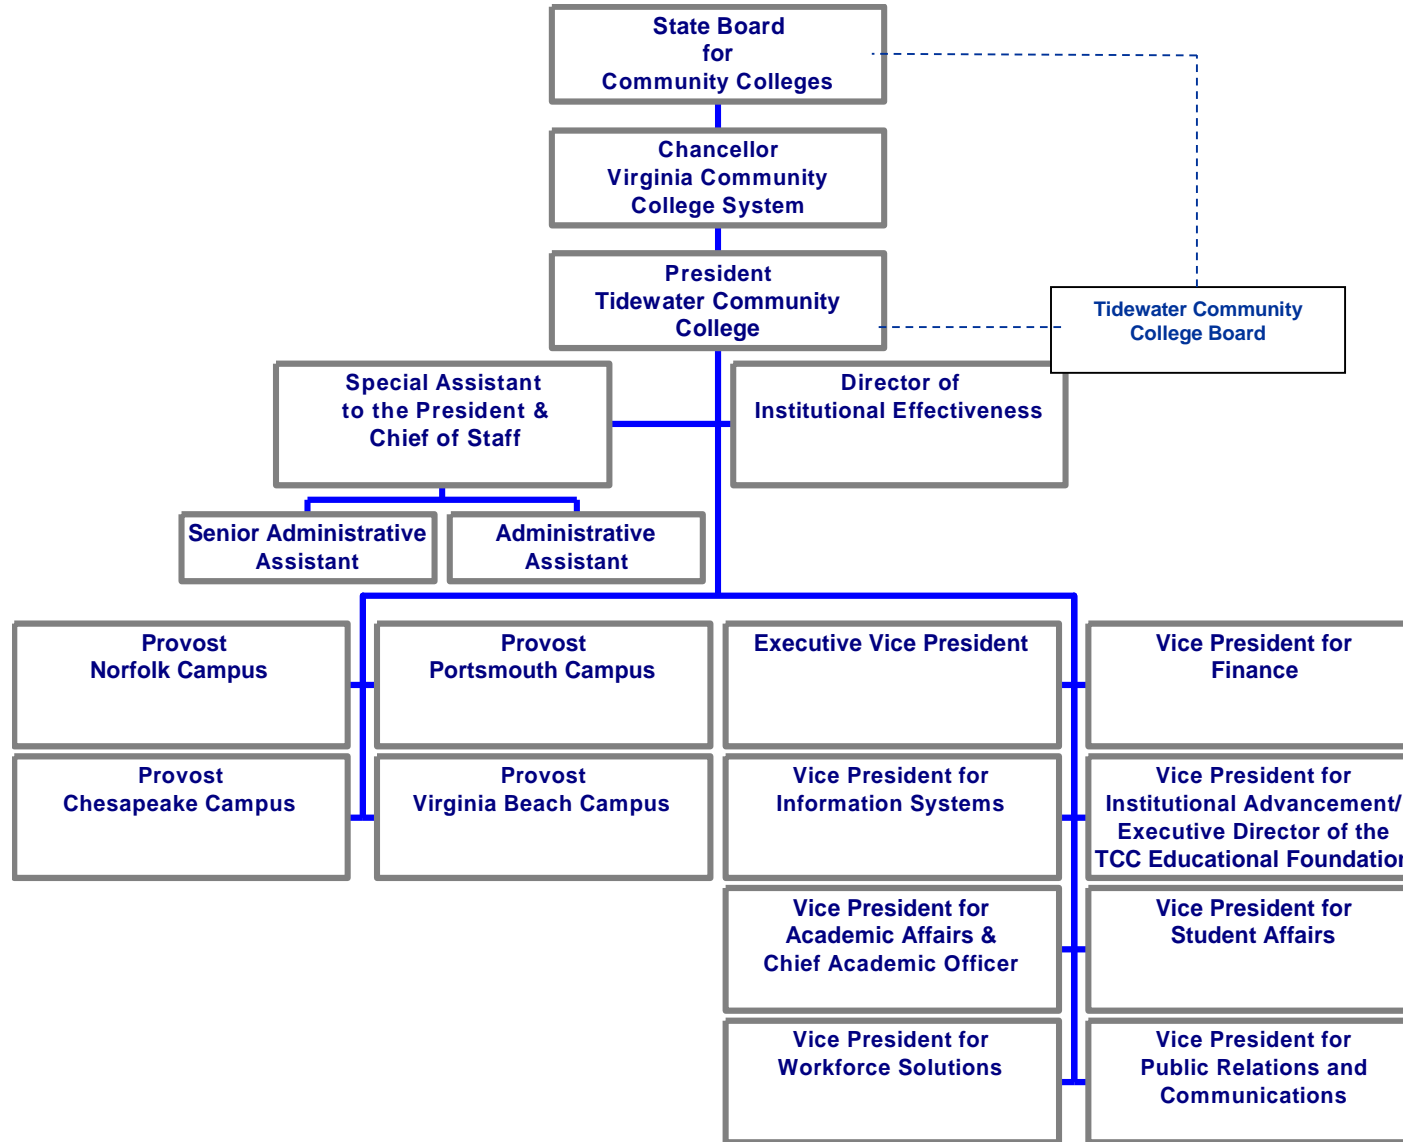 State Board
for
Community Colleges
Chancellor
Virginia Community
College System
President
Tidewater Community
College
Tidewater Community
College Board
Special Assistant
to the President &
Chief of Staff
Director of
Institutional Effectiveness
Senior Administrative
Assistant
Administrative
Assistant
Provost
Norfolk Campus
Provost
Portsmouth Campus
Executive Vice President
Vice President for
Finance
Provost
Chesapeake Campus
Provost
Virginia Beach Campus
Vice President for
Information Systems
Vice President for
Institutional Advancement/
Executive Director of the
TCC Educational Foundation
Vice President for
Academic Affairs &
Chief Academic Officer
Vice President for
Student Affairs
Vice President for
Workforce Solutions
Vice President for
Public Relations and
Communications